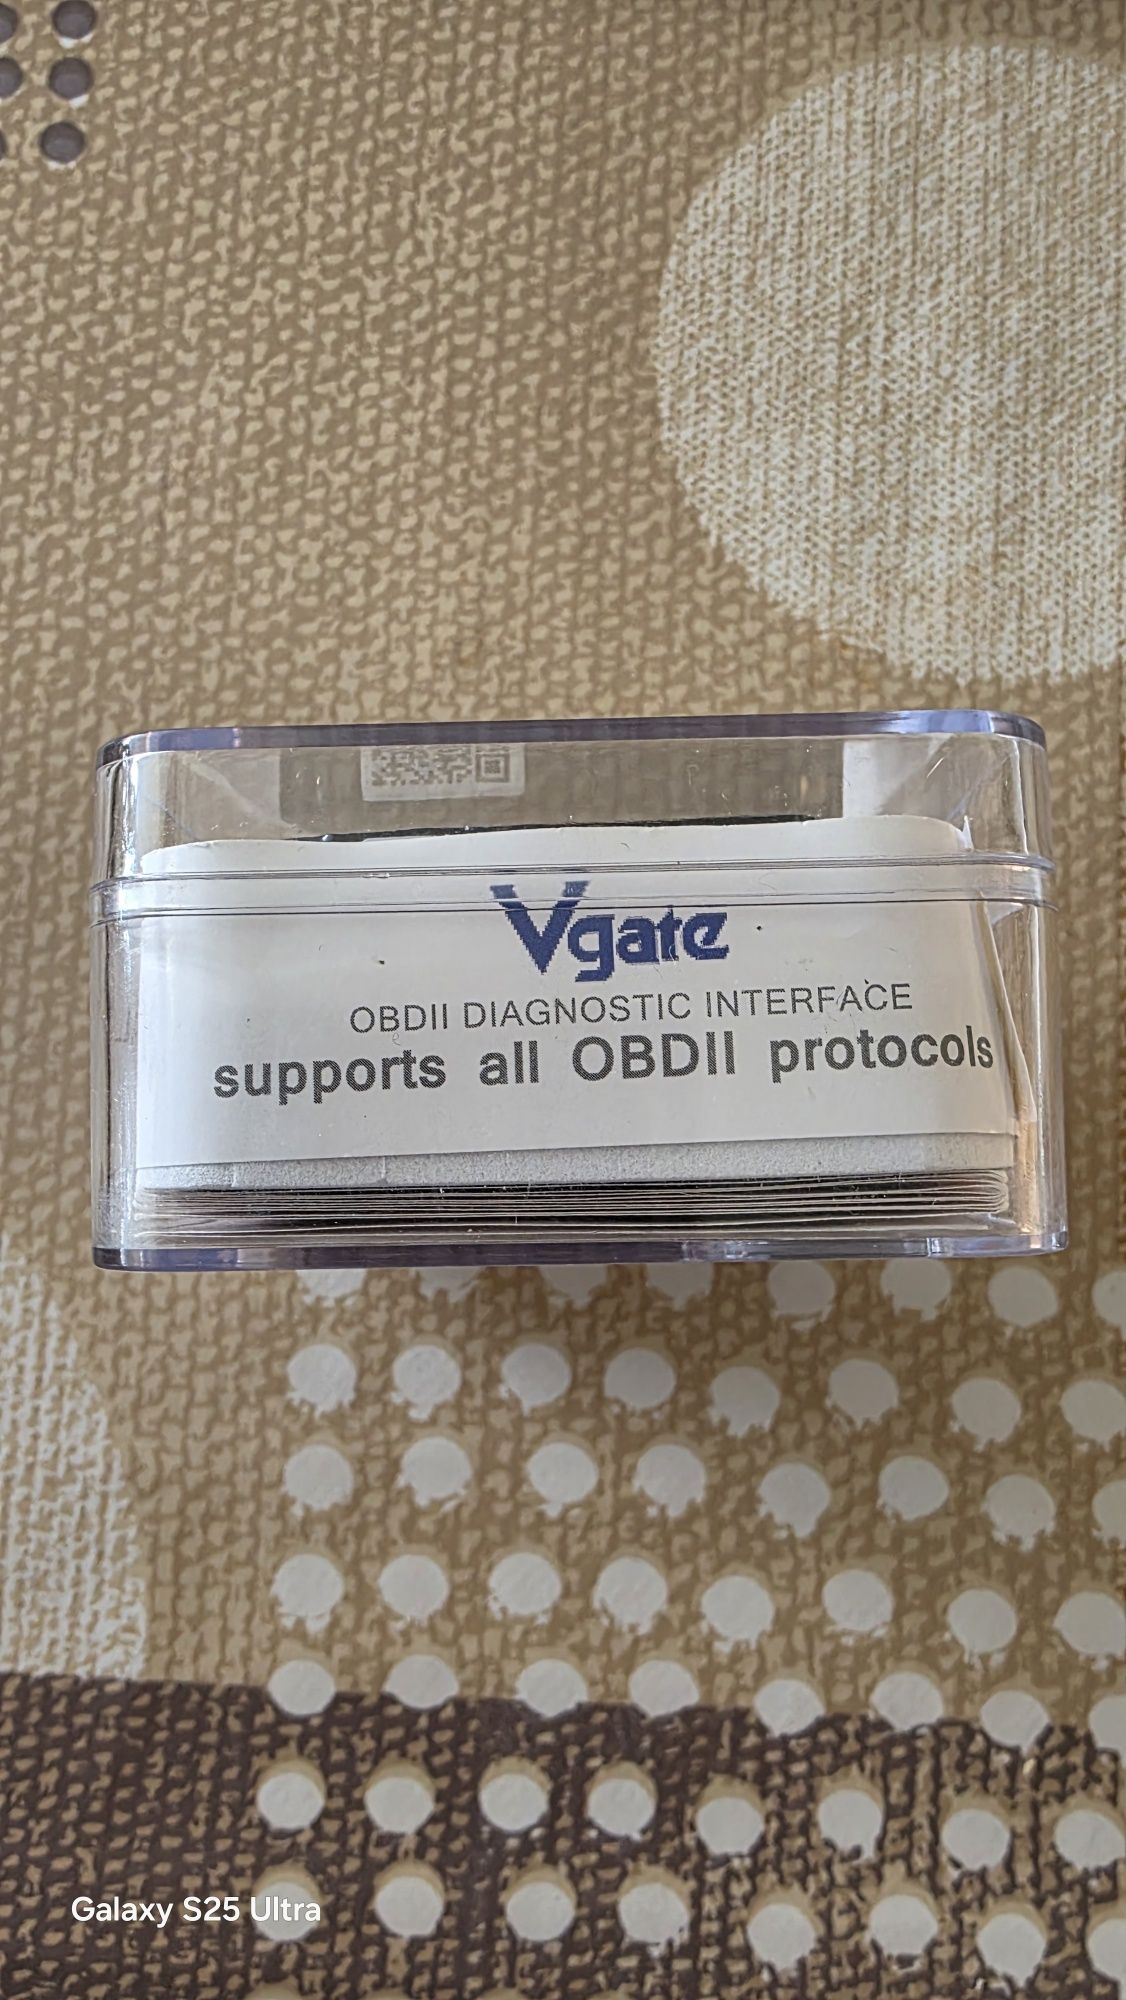 Vgate
OBDII DIAGNOSTIC INTERFACE
supports all OBDII protocols
Galaxy S25 Ultra